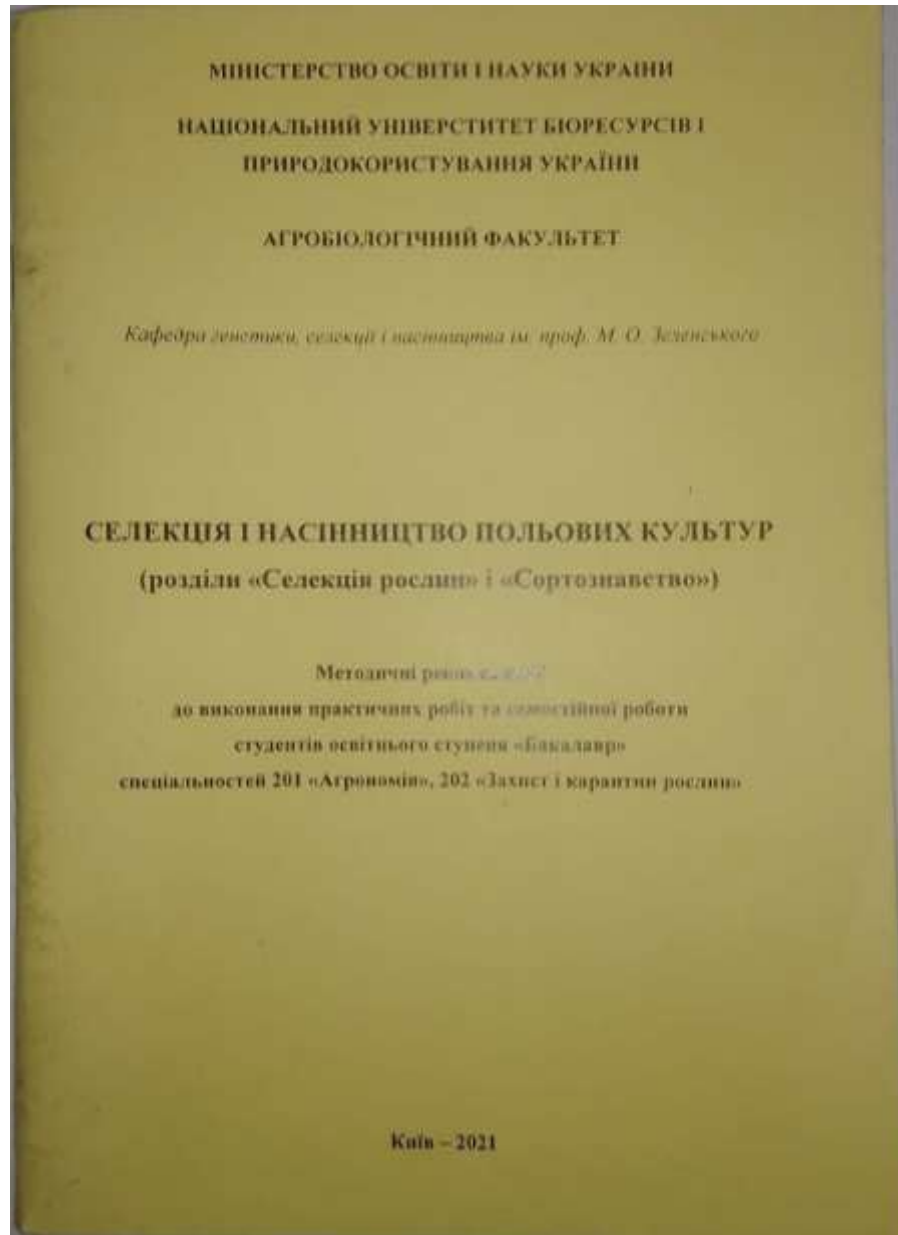 МІНІСТЕРСТВО ОСВІТИ І НАУКИ УКРАЇНИ
НАЦІОНАЛЬНИЙ УНІВЕРСТИТЕТ БІОРЕСУРСІВ І
ПРИРОДОКОРИСТУВАННЯ УКРАЇНИ
АГРОБІОЛОГІЧНИЙ ФАКУЛЬТЕТ
Кафедра генетики, селекції і насінництва ім. проф. М. О. Зеленського
СЕЛЕКЦІЯ І НАСІННИЦТВО ПОЛЬОВИХ КУЛЬТУР
(розділи «Селекція рослин» і «Сортознавство»)
Методичні
до виконання практичних робіт та самостійної роботи
студентів освітнього ступеня «Бакалавр»
спеціальностей 201 «Агрономія», 202 «Захист і карантин рослин»
Київ – 2021